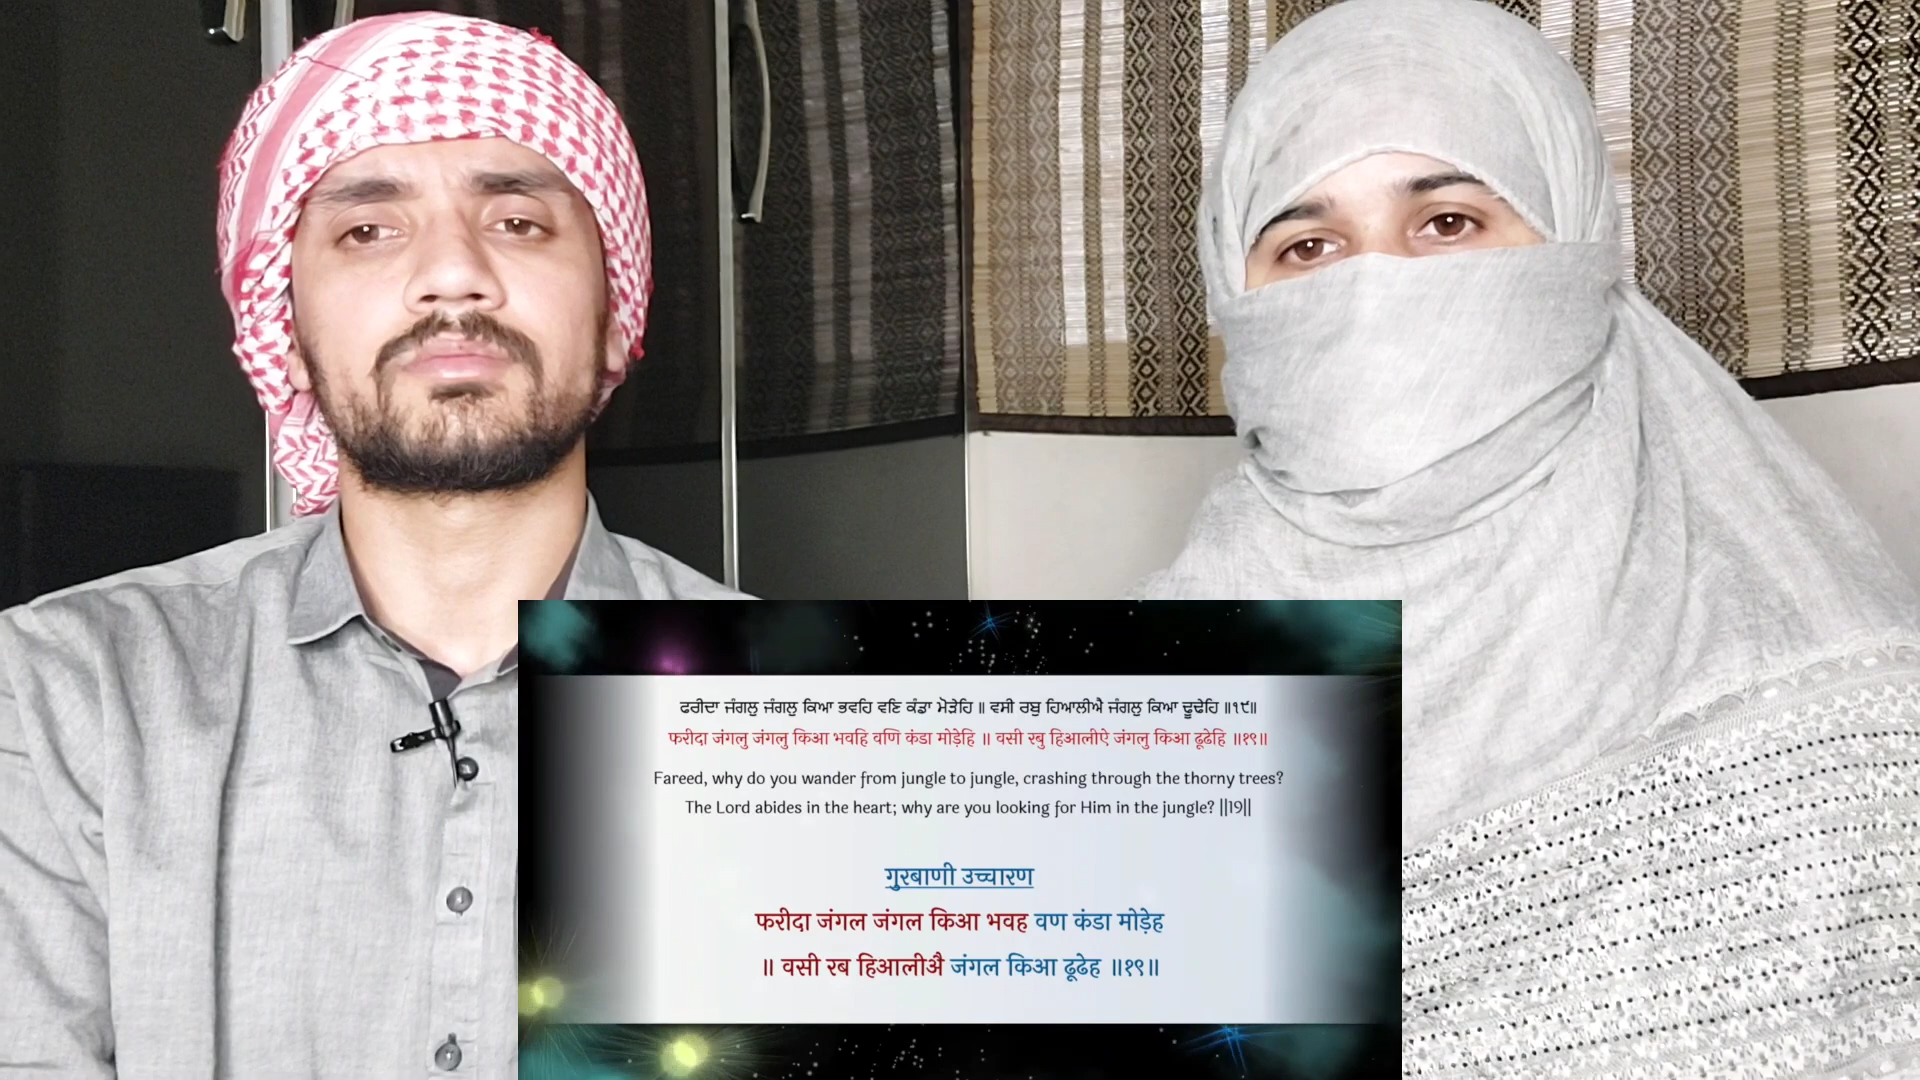 ਫਰੀਦਾ ਜੰਗਲੁ ਜੰਗਲੁ ਕਿਆ ਭਵਹਿ ਵਣਿ ਕੰਡਾ ਮੋੜੇਹਿ ॥ ਵਸੀ ਰਬੁ ਹਿਆਲੀਐ ਜੰਗਲੁ ਕਿਆ ਢੂਢੇਹਿ ॥੧੯॥
फरीदा जंगलु जंगलु किआ भवहि वणि कंडा मोड़ेहि ॥ वसी रबु हिआलीऐ जंगलु किआ ढूढेहि ॥१९॥
Fareed, why do you wander from jungle to jungle, crashing through the thorny trees?
The Lord abides in the heart; why are you looking for Him in the jungle? ||19||
गुरबाणी उच्चारण
फरीदा जंगल जंगल किआ भवह वण कंडा मोड़ेह
॥ वसी रब हिआलीअै जंगल किआ ढूढेह ॥१९॥